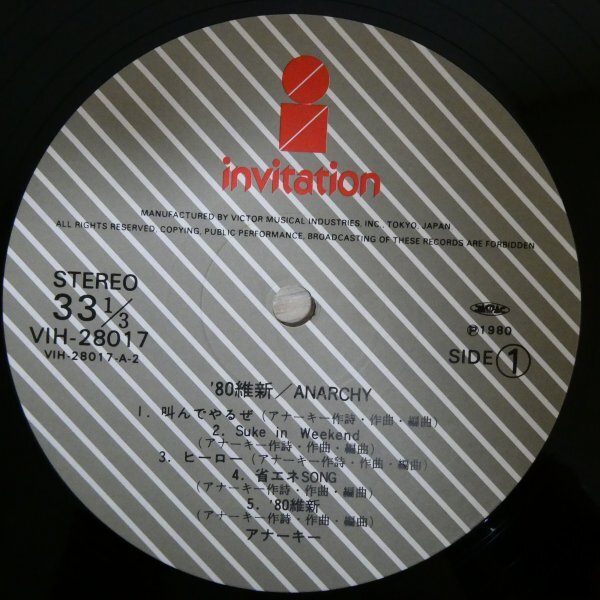 invitation
MANUFACTURED BY VICTOR MUSICAL INDUSTRIES, INC., TOKYO, JAPAN
ALL RIGHTS RESERVED, COPYING, PUBLIC PERFORMANCE, BROADCASTING OF THESE RECORDS ARE FORBIDDEN
STEREO
33 1/3
VIH-28017
VIH-28017-A-2
JASRAC
Ⓟ1980
SIDE ①
'80維新／ANARCHY
1. 叫んでやるぜ (アナーキー作詩・作曲・編曲)
2. Suke in Weekend
(アナーキー作詩・作曲・編曲)
3. ヒーロー (アナーキー作詩・作曲・編曲)
4. 省エネSONG
(アナーキー作詩・作曲・編曲)
5. '80維新
(アナーキー作詩・作曲・編曲)
アナーキー